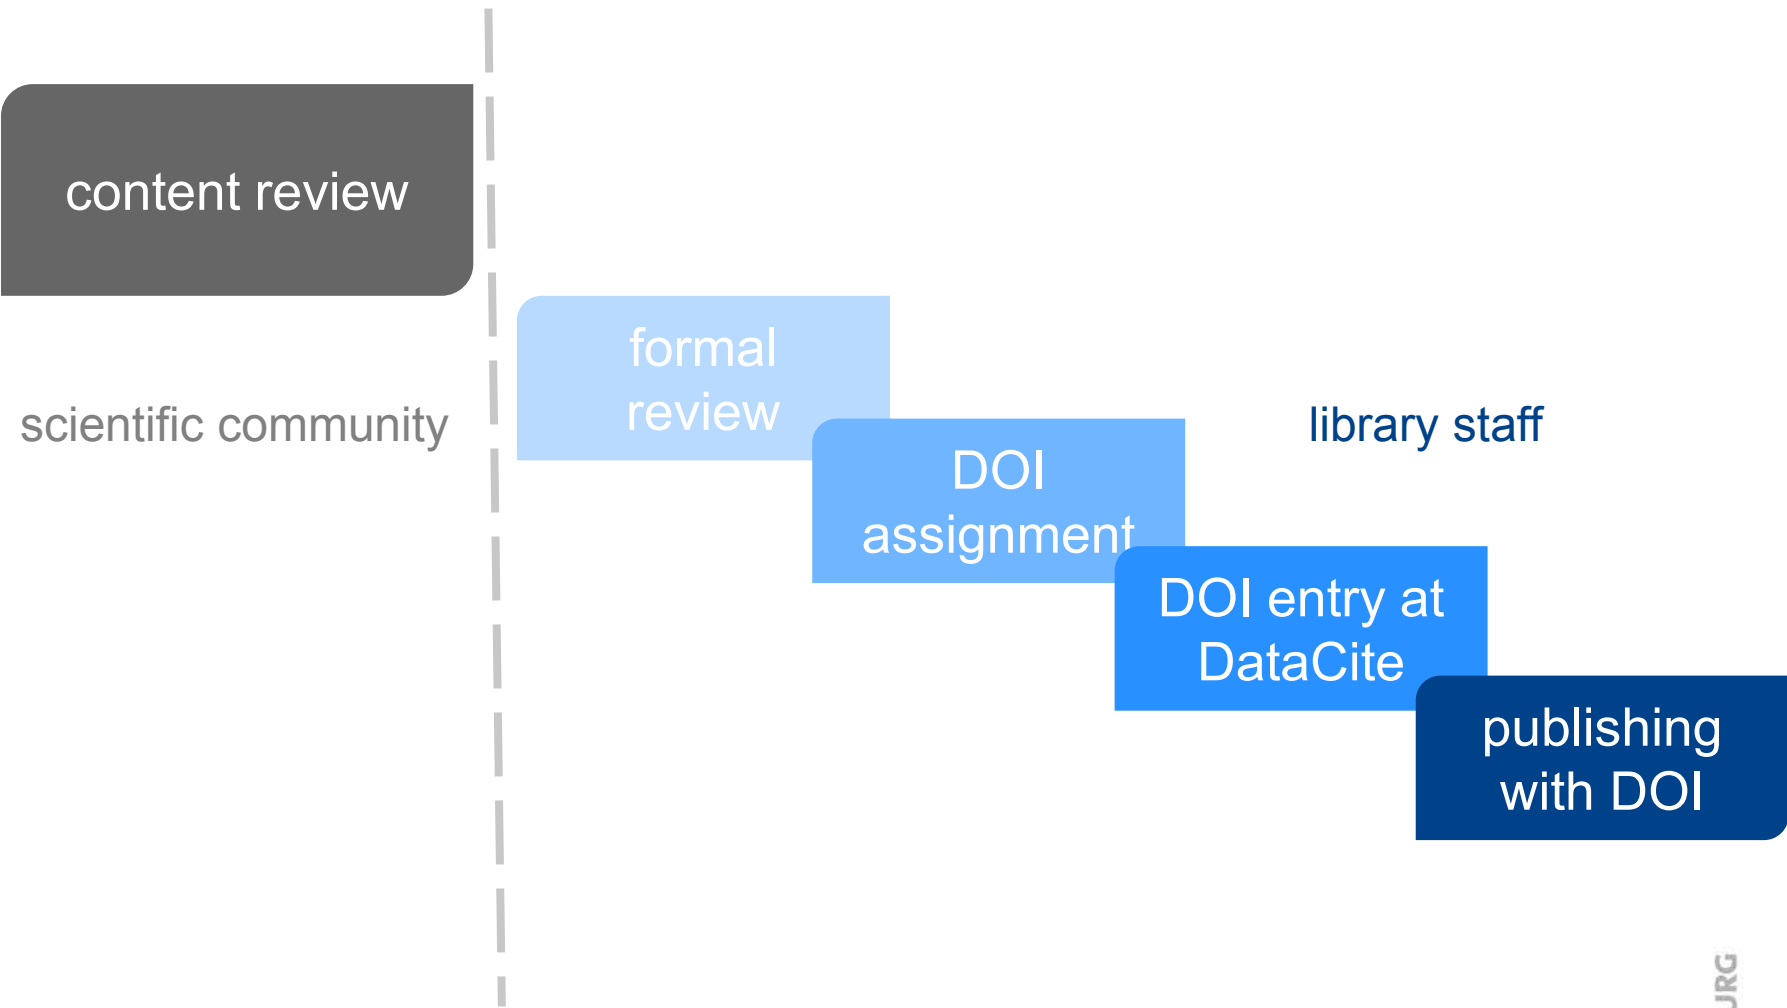 content review
scientific community
formal
review
DOI
assignment
library staff
DOI entry at
DataCite
publishing
with DOI